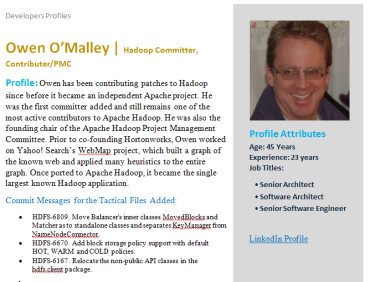 Developers Profiles
Owen O'Malley | Hadoop Committer,
Contributer/PMC
Profile: Owen has been contributing patches to Hadoop
since before it became an independent Apache project. He
was the first committer added and still remains one of the
most active contributors to Apache Hadoop. He was also the
founding chair of the Apache Hadoop Project Management
Committee. Prior to co-founding Hortonworks, Owen worked
on Yahoo! Search's WebMap project, which built a graph of
the known web and applied many heuristics to the entire
graph. Once ported to Apache Hadoop, it became the single
largest known Hadoop application.
Commit Messages for the Tactical Files Added:
• HDFS-6809. Move Balancer's inner classes MovedBlocks and
Matcher as to standalone classes and separates KeyManager from
NameNodeConnector.
• HDFS-6670. Add block storage policy support with default
HOT, WARM and COLD policies.
• HDFS-6167. Relocate the non-public API classes in the
hdfs.client package.
Profile Attributes
Age: 45 Years
Experience: 23 years
Job Titles:
• Senior Architect
• Software Architect
• Senior Software Engineer
LinkedIn Profile